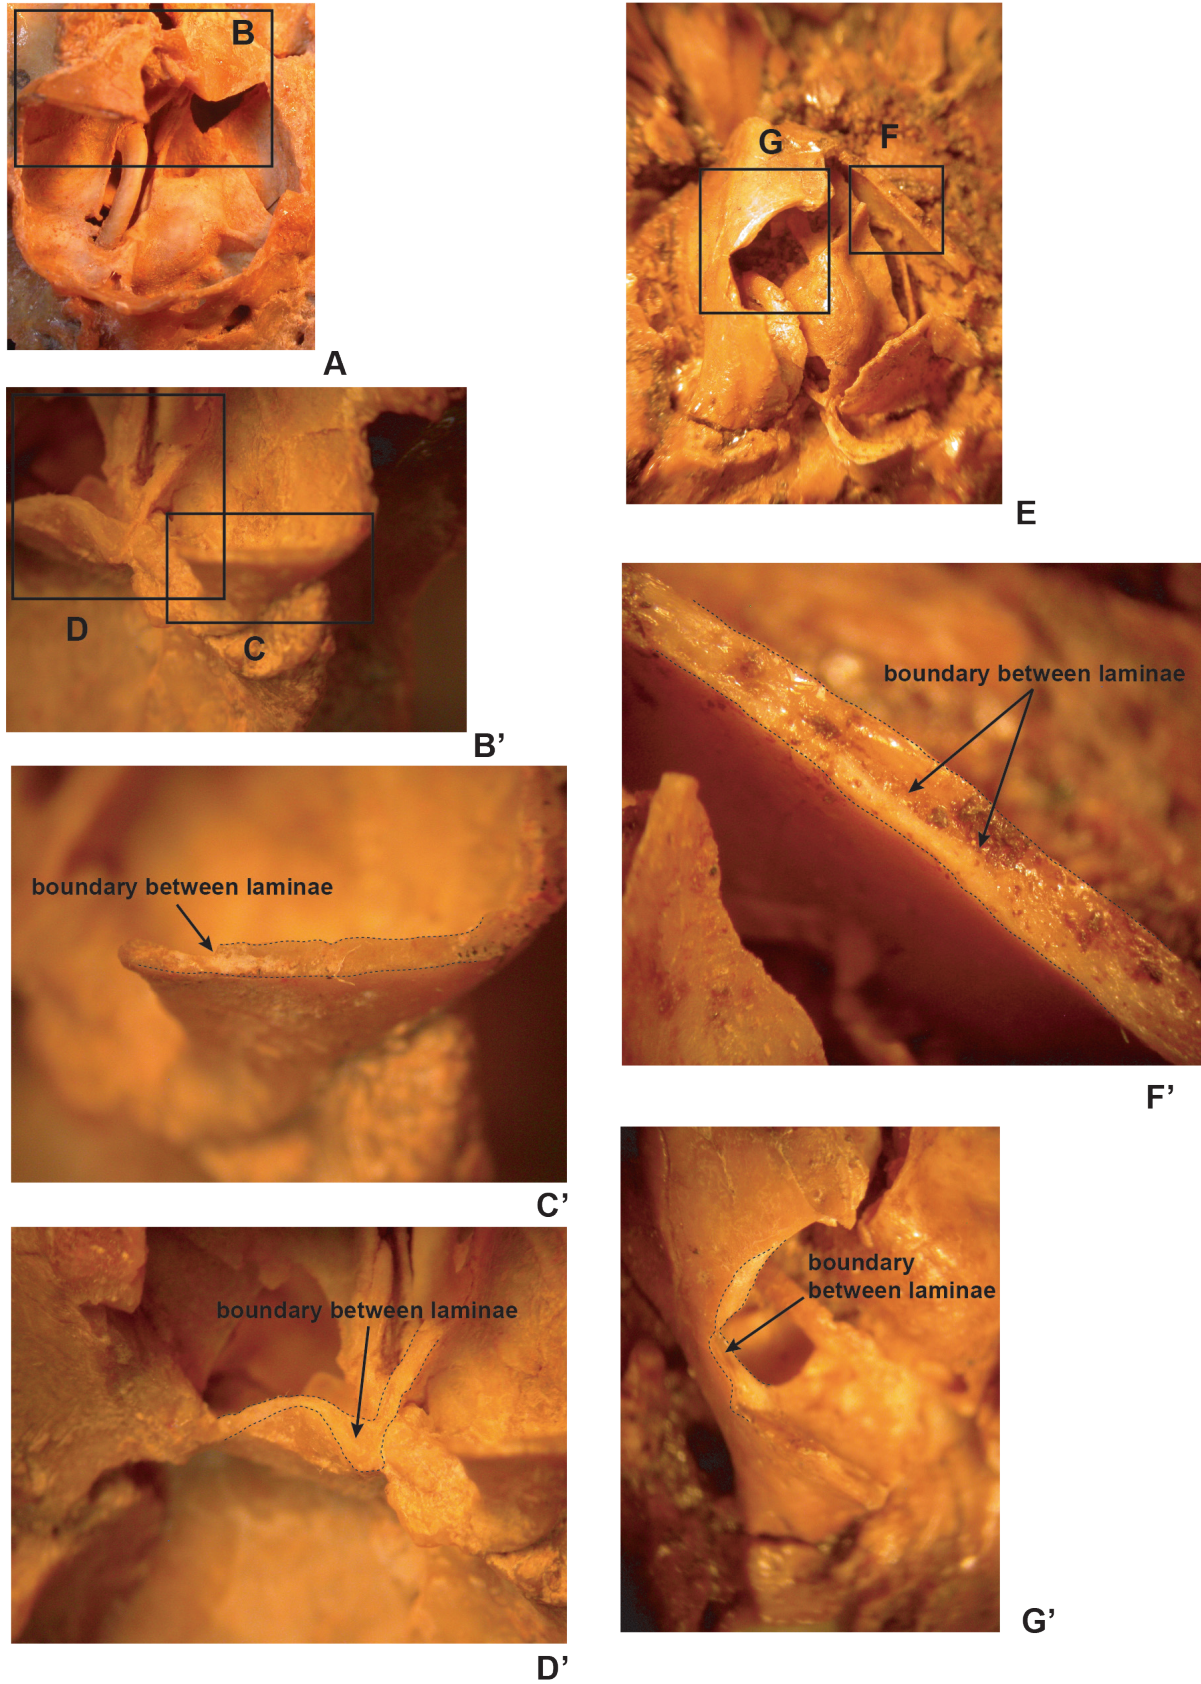 B
A
D
C
B’
boundary between laminae
C’
boundary between laminae
D’
G
F
E
boundary between laminae
F’
boundary
between laminae
G’